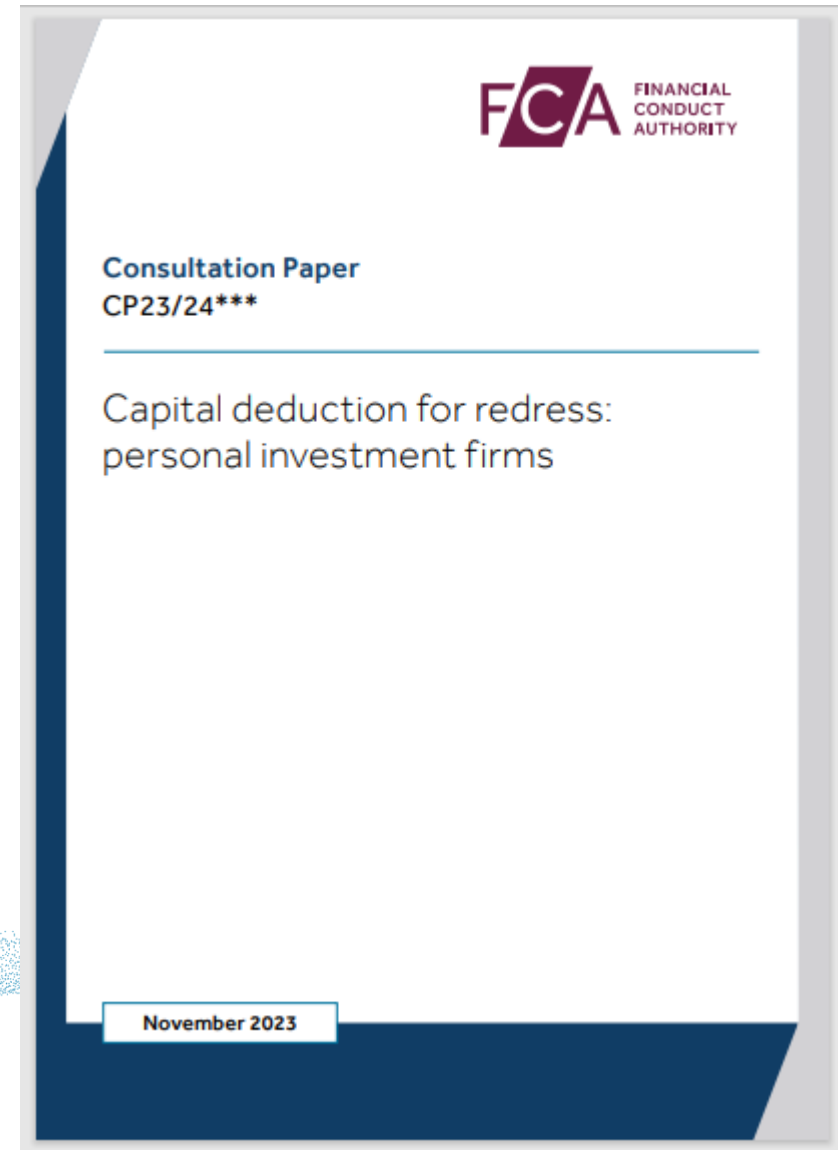 FCA FINANCIAL
CONDUCT
AUTHORITY
Consultation Paper
CP23/24***
Capital deduction for redress:
personal investment firms
November 2023